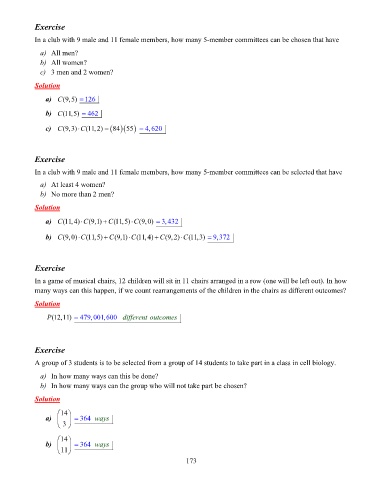 Exercise
In a club with 9 male and 11 female members, how many 5-member committees can be chosen that have
a) All men?
b) All women?
c) 3 men and 2 women?
Solution
a) C(9,5) = 126
b) C(11,5) = 462
c) C(9,3)·C(11,2) = (84)(55) = 4,620
Exercise
In a club with 9 male and 11 female members, how many 5-member committees can be selected that have
a) At least 4 women?
b) No more than 2 men?
Solution
a) C(11,4)·C(9,1)+C(11,5)·C(9,0) = 3,432
b) C(9,0)·C(11,5)+C(9,1)·C(11,4)+C(9,2)·C(11,3) = 9,372
Exercise
In a game of musical chairs, 12 children will sit in 11 chairs arranged in a row (one will be left out). In how
many ways can this happen, if we count rearrangements of the children in the chairs as different outcomes?
Solution
P(12,11) = 479,001,600 different outcomes
Exercise
A group of 3 students is to be selected from a group of 14 students to take part in a class in cell biology.
a) In how many ways can this be done?
b) In how many ways can the group who will not take part be chosen?
Solution
a) (14 3) = 364 ways
b) (14 11) = 364 ways
173